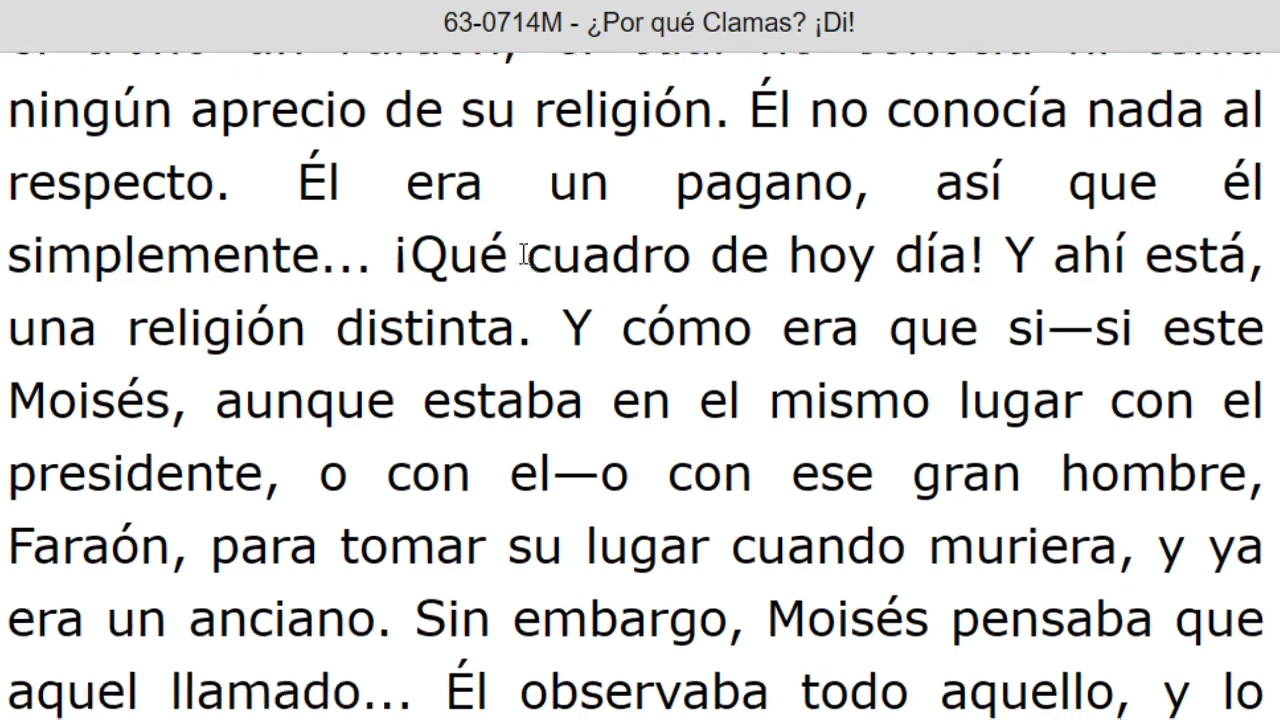 63-0714M - ¿Por qué Clamas? ¡Di!
ningún aprecio de su religión. Él no conocía nada al
respecto. Él era un pagano, así que él
simplemente... ¡Qué cuadro de hoy día! Y ahí está,
una religión distinta. Y cómo era que si—si este
Moisés, aunque estaba en el mismo lugar con el
presidente, o con el—o con ese gran hombre,
Faraón, para tomar su lugar cuando muriera, y ya
era un anciano. Sin embargo, Moisés pensaba que
aquel llamado... Él observaba todo aquello, y lo